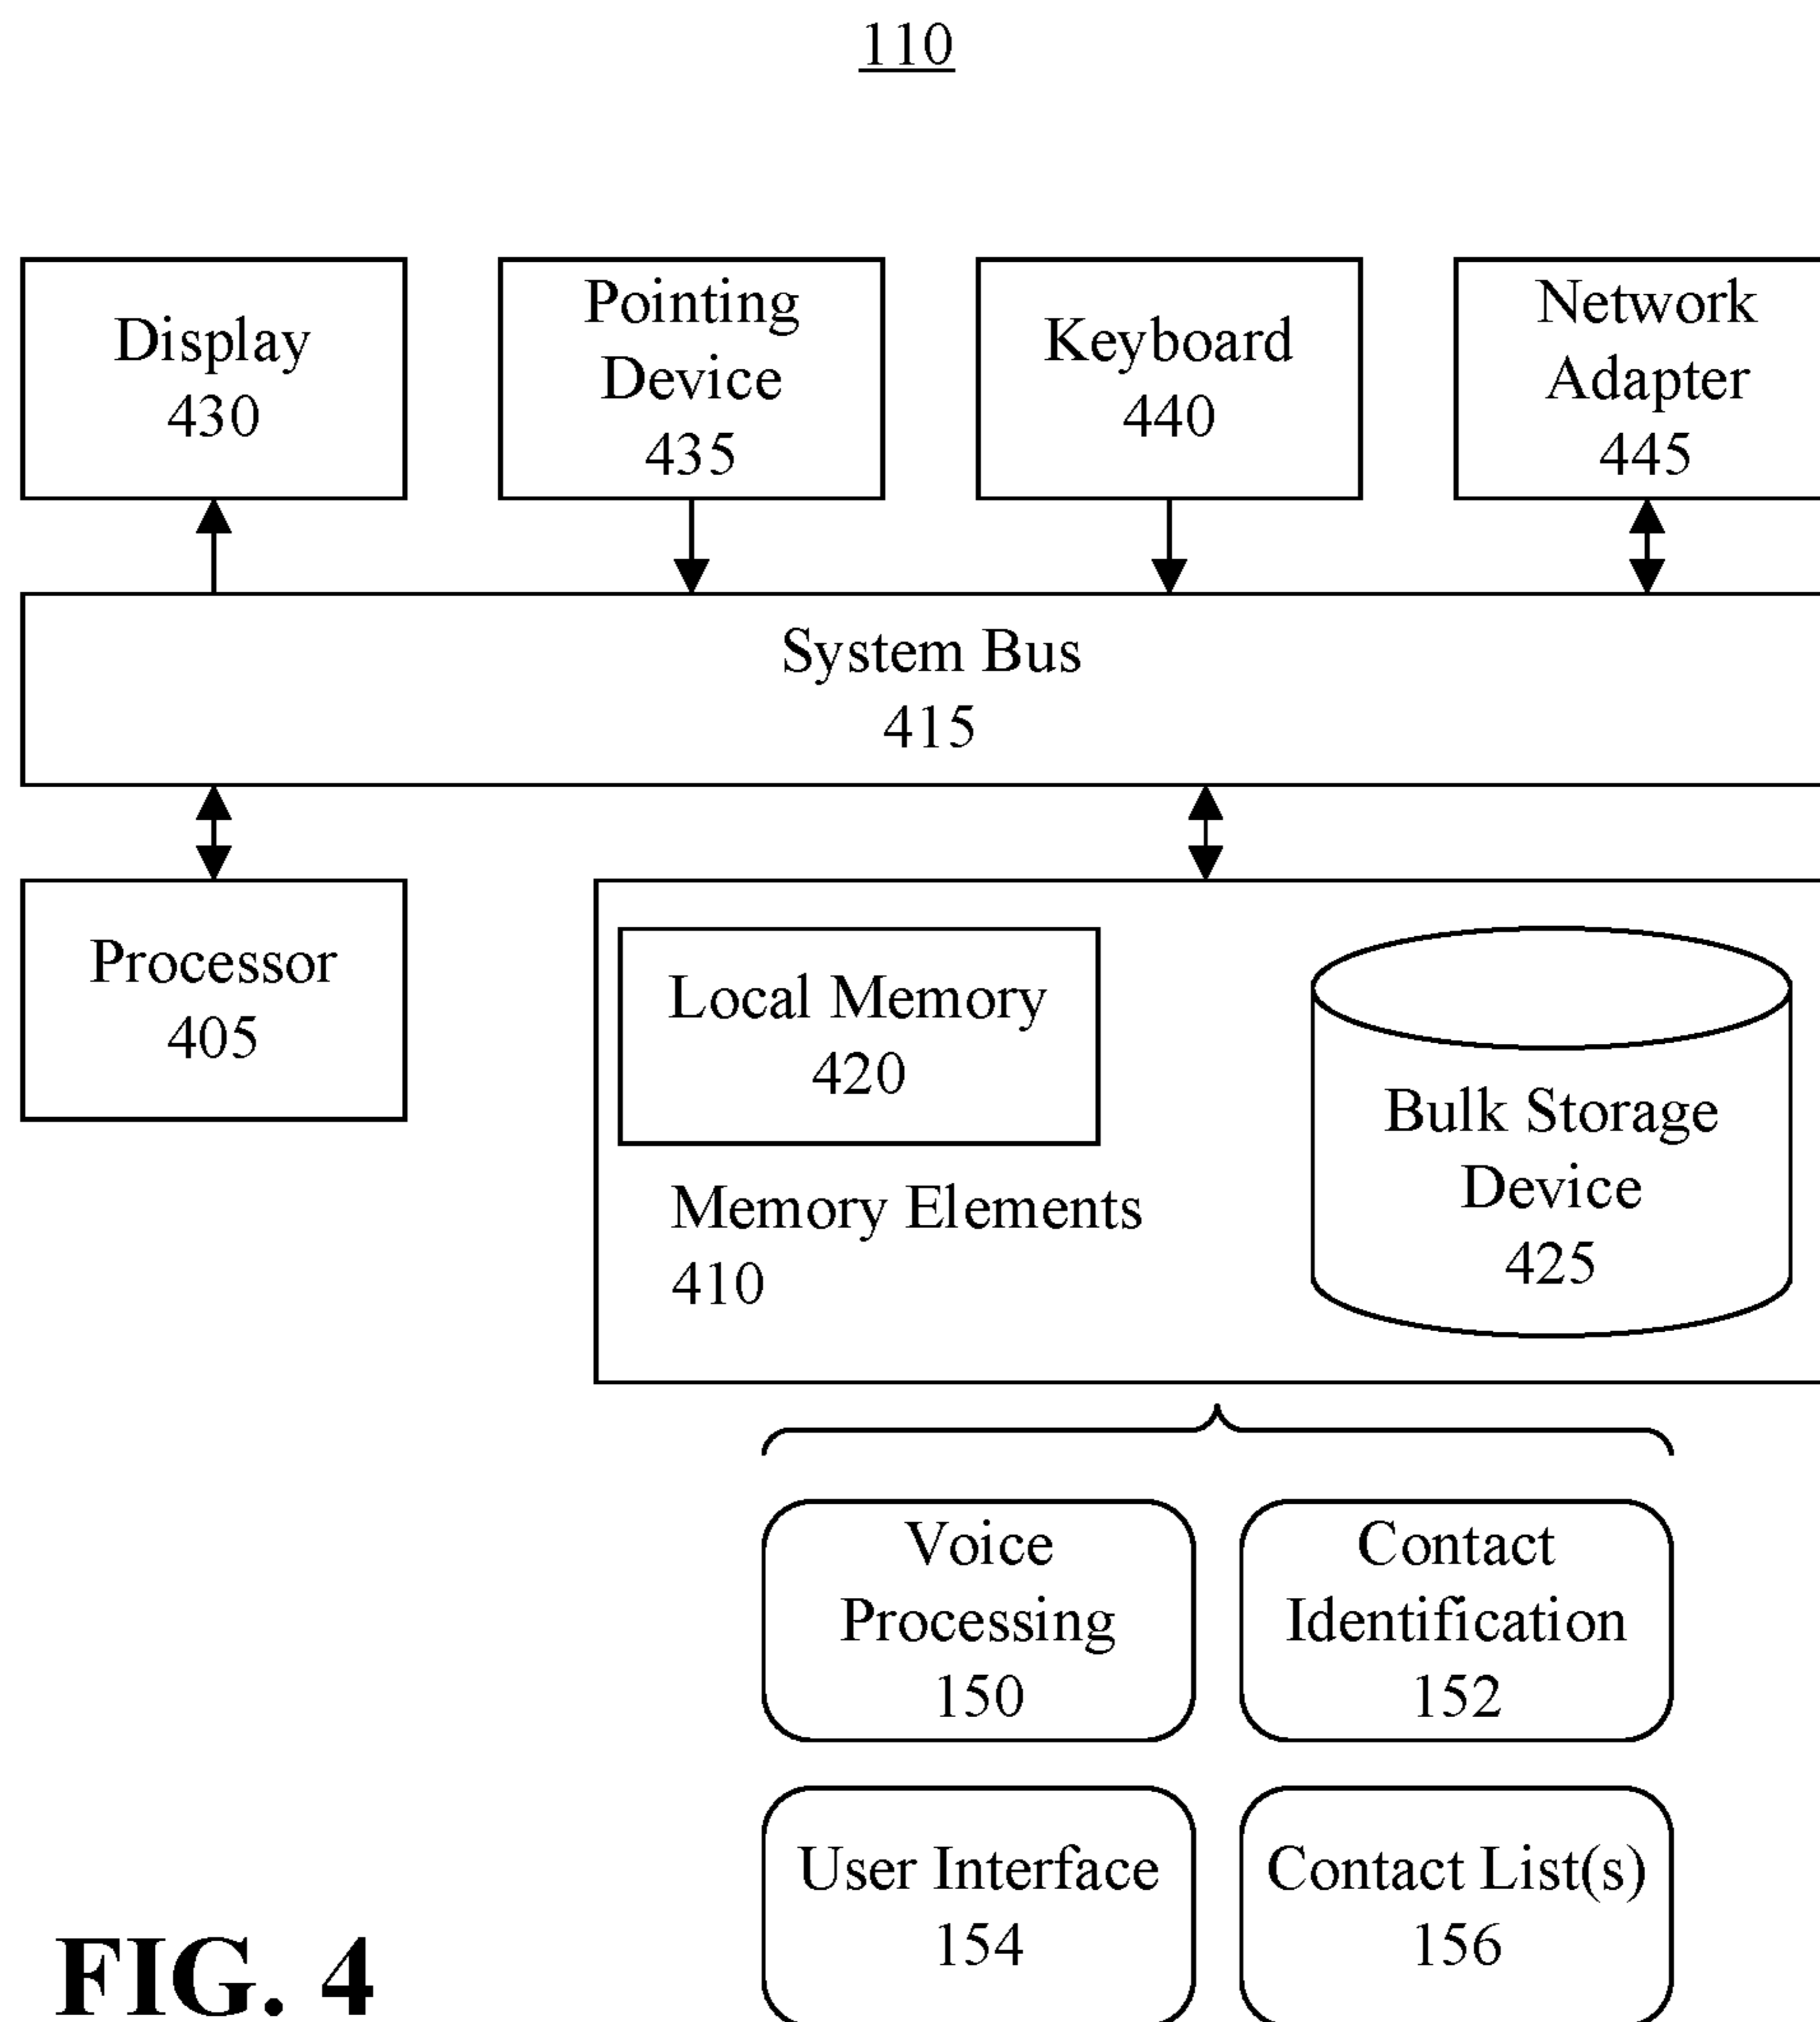 110
Display
430
Pointing
Device
435
Keyboard
440
Network
Adapter
445
System Bus
415
Processor
405
Local Memory
420
Memory Elements
410
Bulk Storage
Device
425
Voice
Processing
150
Contact
Identification
152
User Interface
154
Contact List(s)
156
FIG. 4